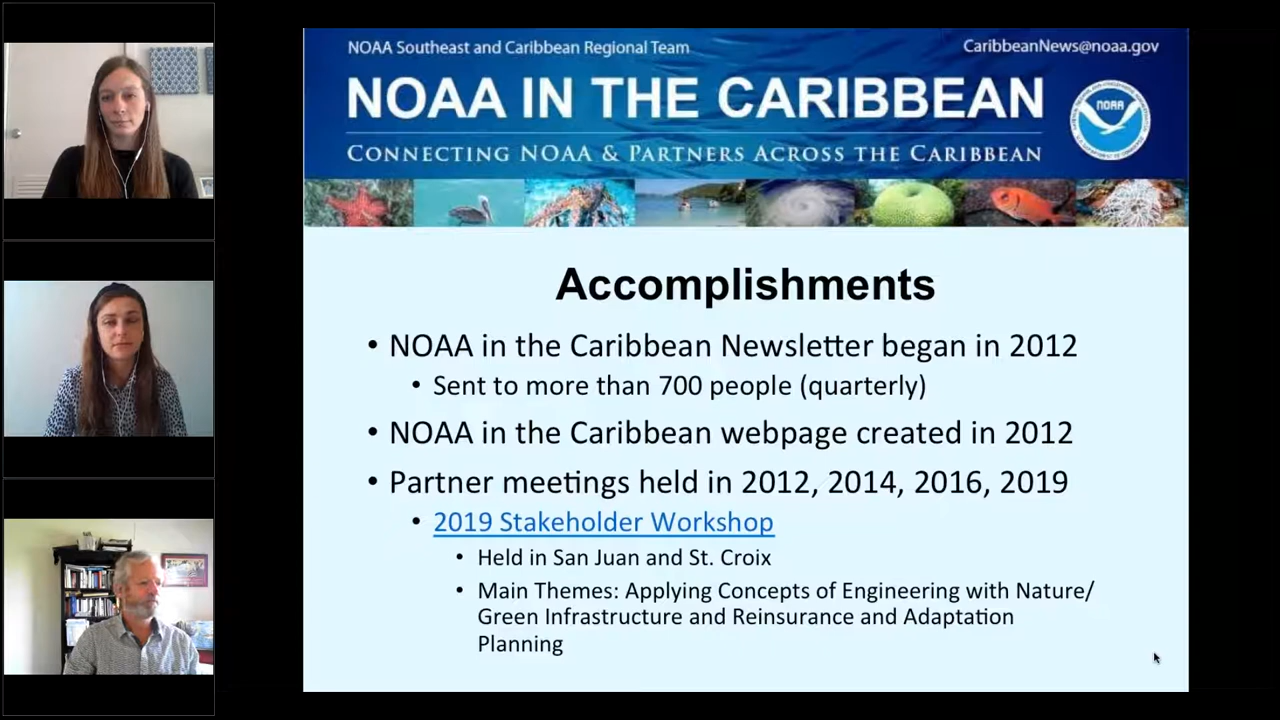 NOAA Southeast and Caribbean Regional Team
CaribbeanNews@noaa.gov
NOAA IN THE CARIBBEAN
NOAA
CONNECTING NOAA & PARTNERS ACROSS THE CARIBBEAN
Accomplishments
• NOAA in the Caribbean Newsletter began in 2012
• Sent to more than 700 people (quarterly)
• NOAA in the Caribbean webpage created in 2012
• Partner meetings held in 2012, 2014, 2016, 2019
• 2019 Stakeholder Workshop
• Held in San Juan and St. Croix
• Main Themes: Applying Concepts of Engineering with Nature/
Green Infrastructure and Reinsurance and Adaptation
Planning